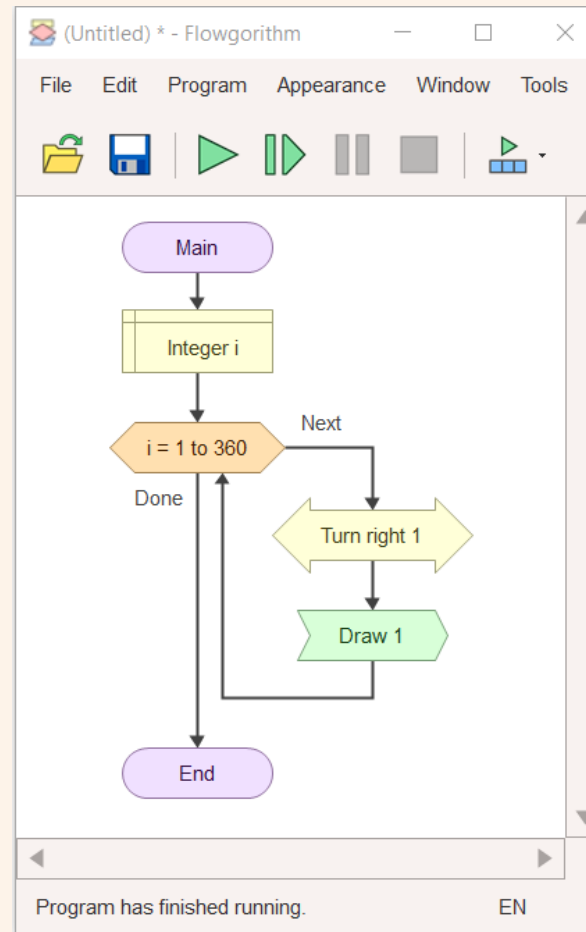 (Untitled) * - Flowgorithm
File Edit Program Appearance Window Tools
Main
Integer i
i = 1 to 360
Next
Done
Turn right 1
Draw 1
End
Program has finished running. EN